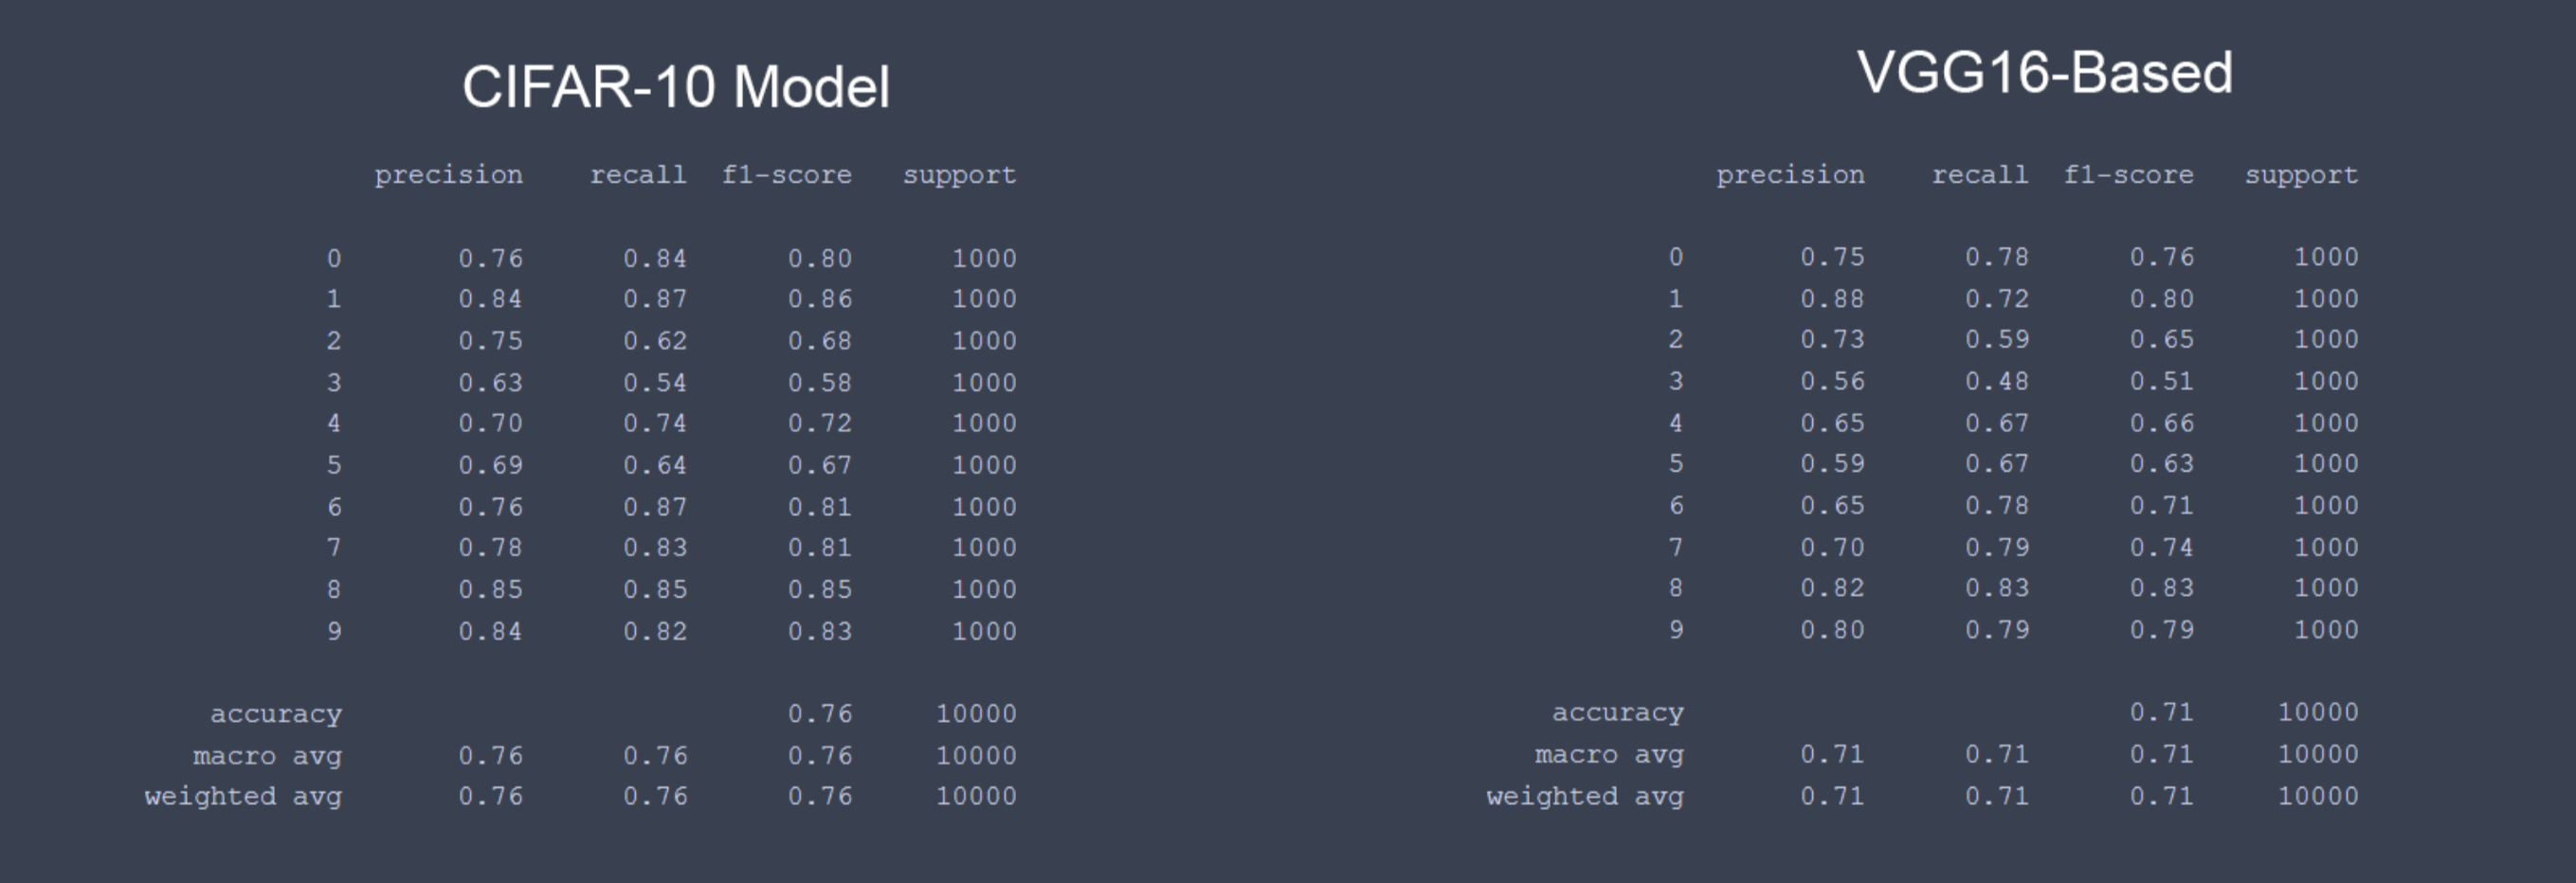 CIFAR-10 Model
precision recall f1-score support
0 0.76 0.84 0.80 1000
1 0.84 0.87 0.86 1000
2 0.75 0.62 0.68 1000
3 0.63 0.54 0.58 1000
4 0.70 0.74 0.72 1000
5 0.69 0.64 0.67 1000
6 0.76 0.87 0.81 1000
7 0.78 0.83 0.81 1000
8 0.85 0.85 0.85 1000
9 0.84 0.82 0.83 1000
accuracy 0.76 10000
macro avg 0.76 0.76 0.76 10000
weighted avg 0.76 0.76 0.76 10000
VGG16-Based
precision recall f1-score support
0 0.75 0.78 0.76 1000
1 0.88 0.72 0.80 1000
2 0.73 0.59 0.65 1000
3 0.56 0.48 0.51 1000
4 0.65 0.67 0.66 1000
5 0.59 0.67 0.63 1000
6 0.65 0.78 0.71 1000
7 0.70 0.79 0.74 1000
8 0.82 0.83 0.83 1000
9 0.80 0.79 0.79 1000
accuracy 0.71 10000
macro avg 0.71 0.71 0.71 10000
weighted avg 0.71 0.71 0.71 10000